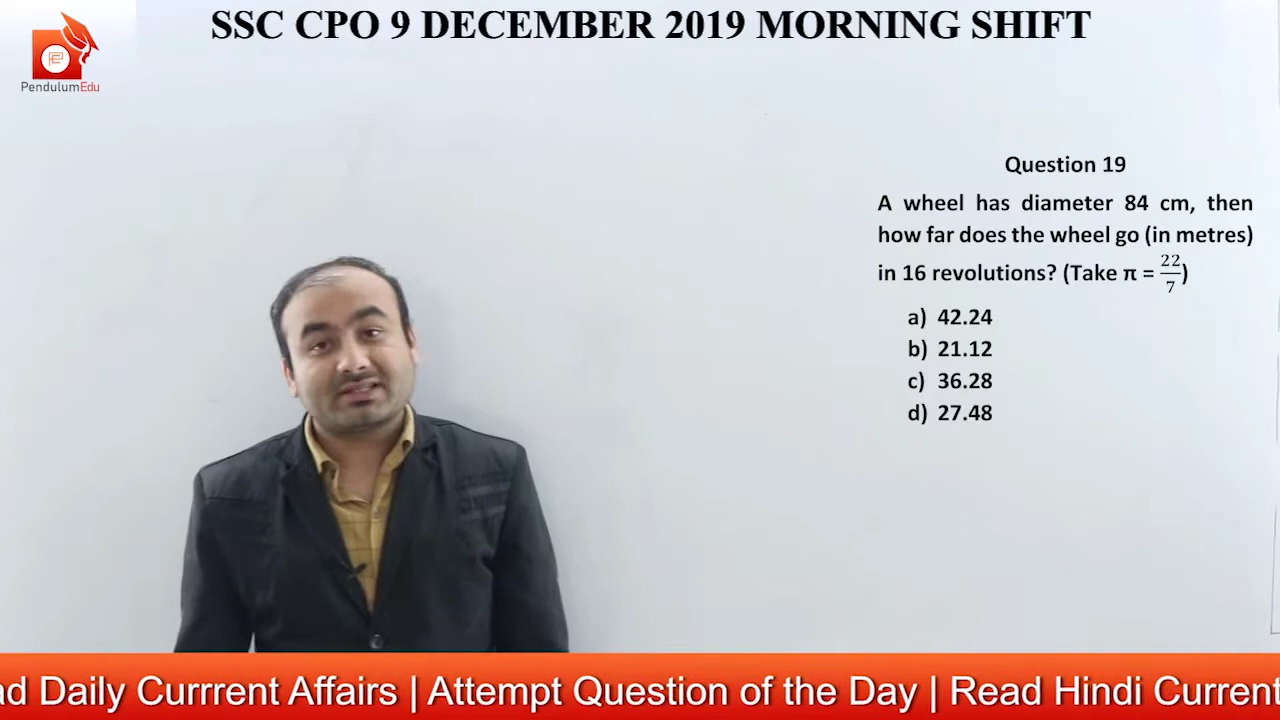 SSC CPO 9 DECEMBER 2019 MORNING SHIFT
PE
PendulumEdu
Question 19
A wheel has diameter 84 cm, then
how far does the wheel go (in metres)
in 16 revolutions? (Take π = 22/7)
a) 42.24
b) 21.12
c) 36.28
d) 27.48
ad Daily Currrent Affairs | Attempt Question of the Day | Read Hindi Current